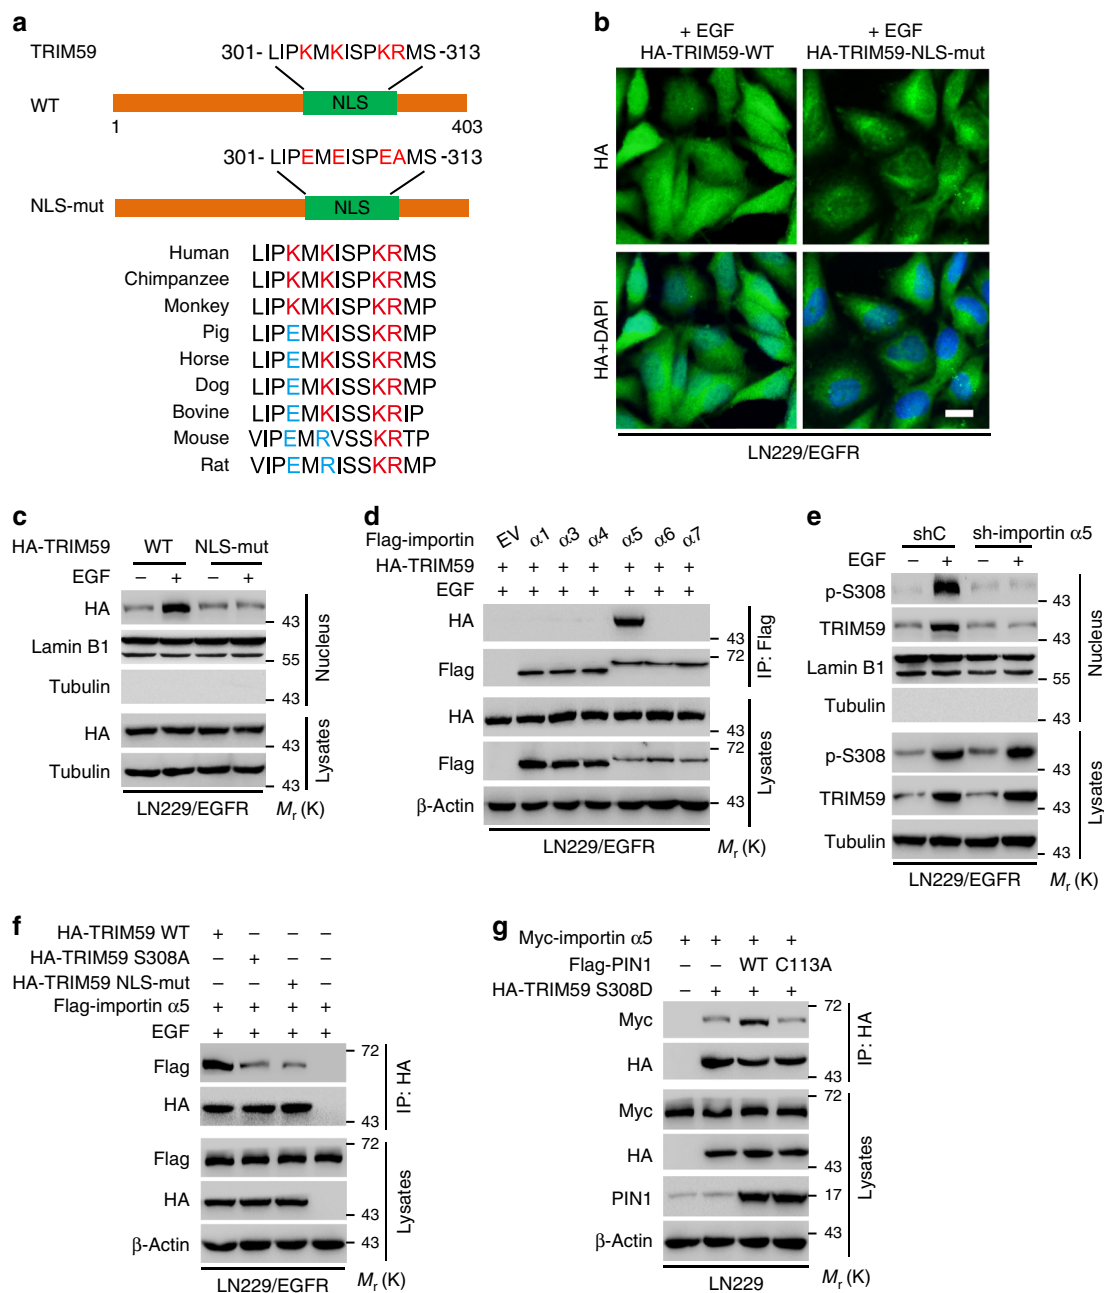 a
TRIM59
301- LIPKMKISPKRMS -313
WT
NLS
1 403
301- LIPEMEISPEAMS -313
NLS-mut
NLS
Human LIPKMKISPKRMS
Chimpanzee LIPKMKISPKRMS
Monkey LIPKMKISPKRMP
Pig LIPEMKISPKRMP
Horse LIPEMKISPKRMS
Dog LIPEMKISSKRMP
Bovine LIPEMKISSKRIP
Mouse VIPEMRVSSKRTP
Rat VIPEMRISSKRMP
b
+ EGF
HA-TRIM59-WT
+ EGF
HA-TRIM59-NLS-mut
HA
HA+DAPI
LN229/EGFR
c
HA-TRIM59 WT NLS-mut
EGF – + – +
HA 43
Lamin B1 55
Tubulin 43
Nucleus
HA 43
Tubulin 43
Lysates
LN229/EGFR Mr (K)
d
Flag-importin EV α1 α3 α4 α5 α6 α7
HA-TRIM59 + + + + + + +
EGF + + + + + + +
HA 43
Flag 72
IP: Flag
HA 43
Flag 72
β-Actin 43
Lysates
LN229/EGFR Mr (K)
e
shC sh-importin α5
EGF – + – +
p-S308 43
TRIM59 43
Lamin B1 55
Tubulin 43
Nucleus
p-S308 43
TRIM59 43
Tubulin 43
Lysates
LN229/EGFR Mr (K)
f
HA-TRIM59 WT + – – –
HA-TRIM59 S308A – + – –
HA-TRIM59 NLS-mut – – + –
Flag-importin α5 + + + +
EGF + + + +
Flag 72
HA 43
IP: HA
Flag 72
HA 43
β-Actin 43
Lysates
LN229/EGFR Mr (K)
g
Myc-importin α5 + + + +
Flag-PIN1 – – WT C113A
HA-TRIM59 S308D – + + +
Myc 72
HA 43
IP: HA
Myc 72
HA 43
PIN1 17
β-Actin 43
Lysates
LN229 Mr (K)